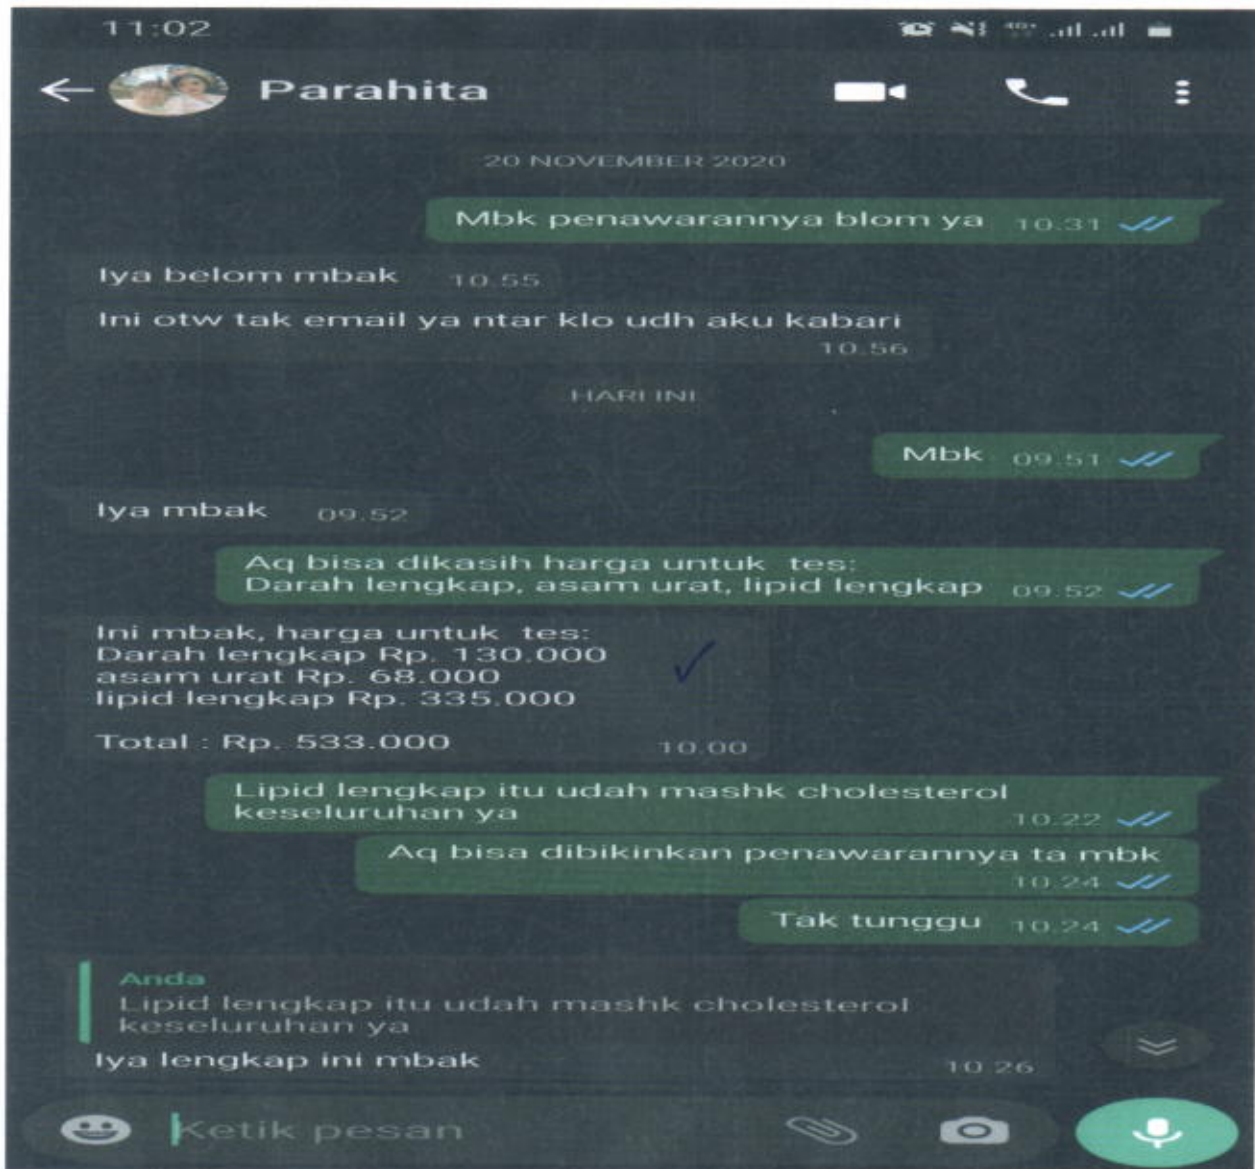 11:02
Parahita
20 NOVEMBER 2020
Mbk penawarannya blom ya 10.31
Iya belom mbak 10.55
Ini otw tak email ya ntar klo udh aku kabari
10.56
HARI INI
Mbk 09.51
Iya mbak 09.52
Aq bisa dikasih harga untuk tes:
Darah lengkap, asam urat, lipid lengkap 09.52
Ini mbak, harga untuk tes:
Darah lengkap Rp. 130.000
asam urat Rp. 68.000
lipid lengkap Rp. 335.000
Total : Rp. 533.000 10.00
Lipid lengkap itu udah mashk cholesterol
keseluruhan ya 10.22
Aq bisa dibikinkan penawarannya ta mbk
10.24
Tak tunggu 10.24
Anda
Lipid lengkap itu udah mashk cholesterol
keseluruhan ya
Iya lengkap ini mbak 10.26
Ketik pesan